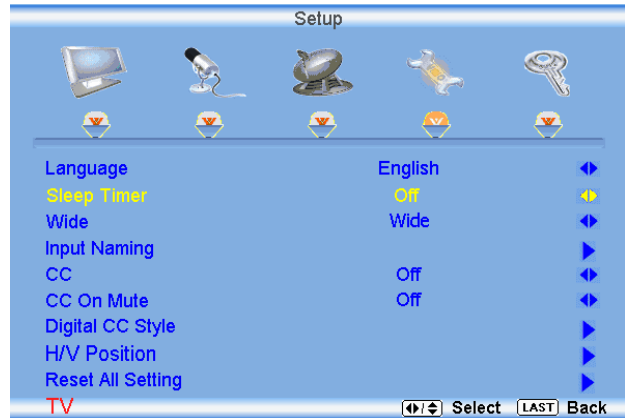 Setup
Language English
Sleep Timer Off
Wide Wide
Input Naming
CC Off
CC On Mute Off
Digital CC Style
H/V Position
Reset All Setting
TV Select LAST Back